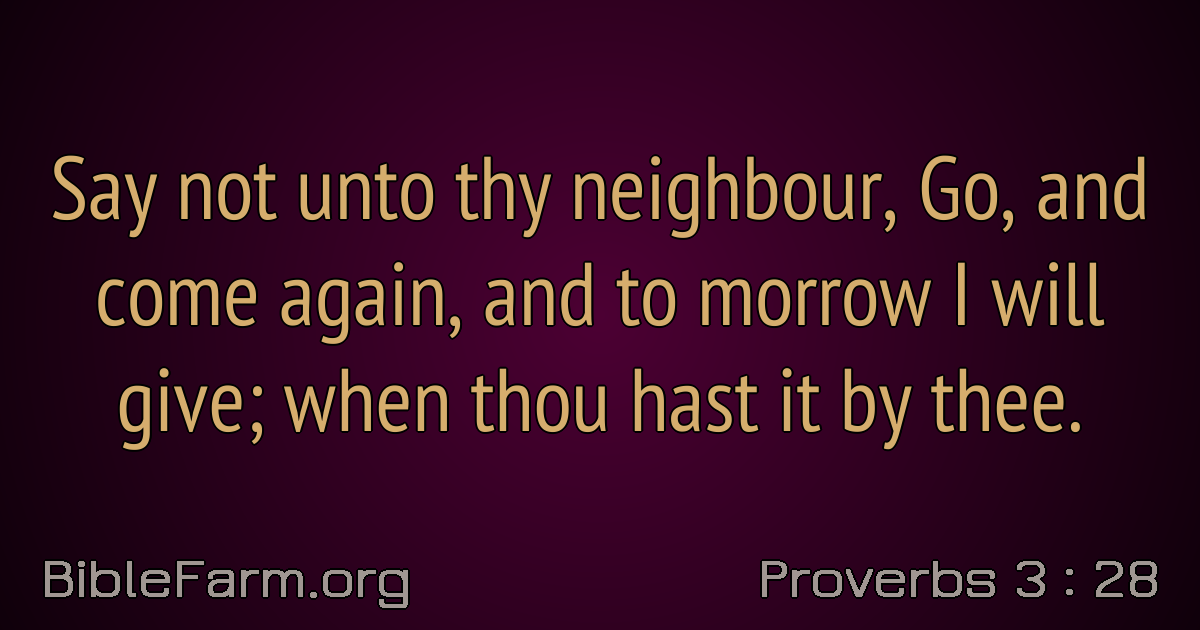 Say not unto thy neighbour, Go, and
come again, and to morrow I will
give; when thou hast it by thee.
BibleFarm.org
Proverbs 3 : 28